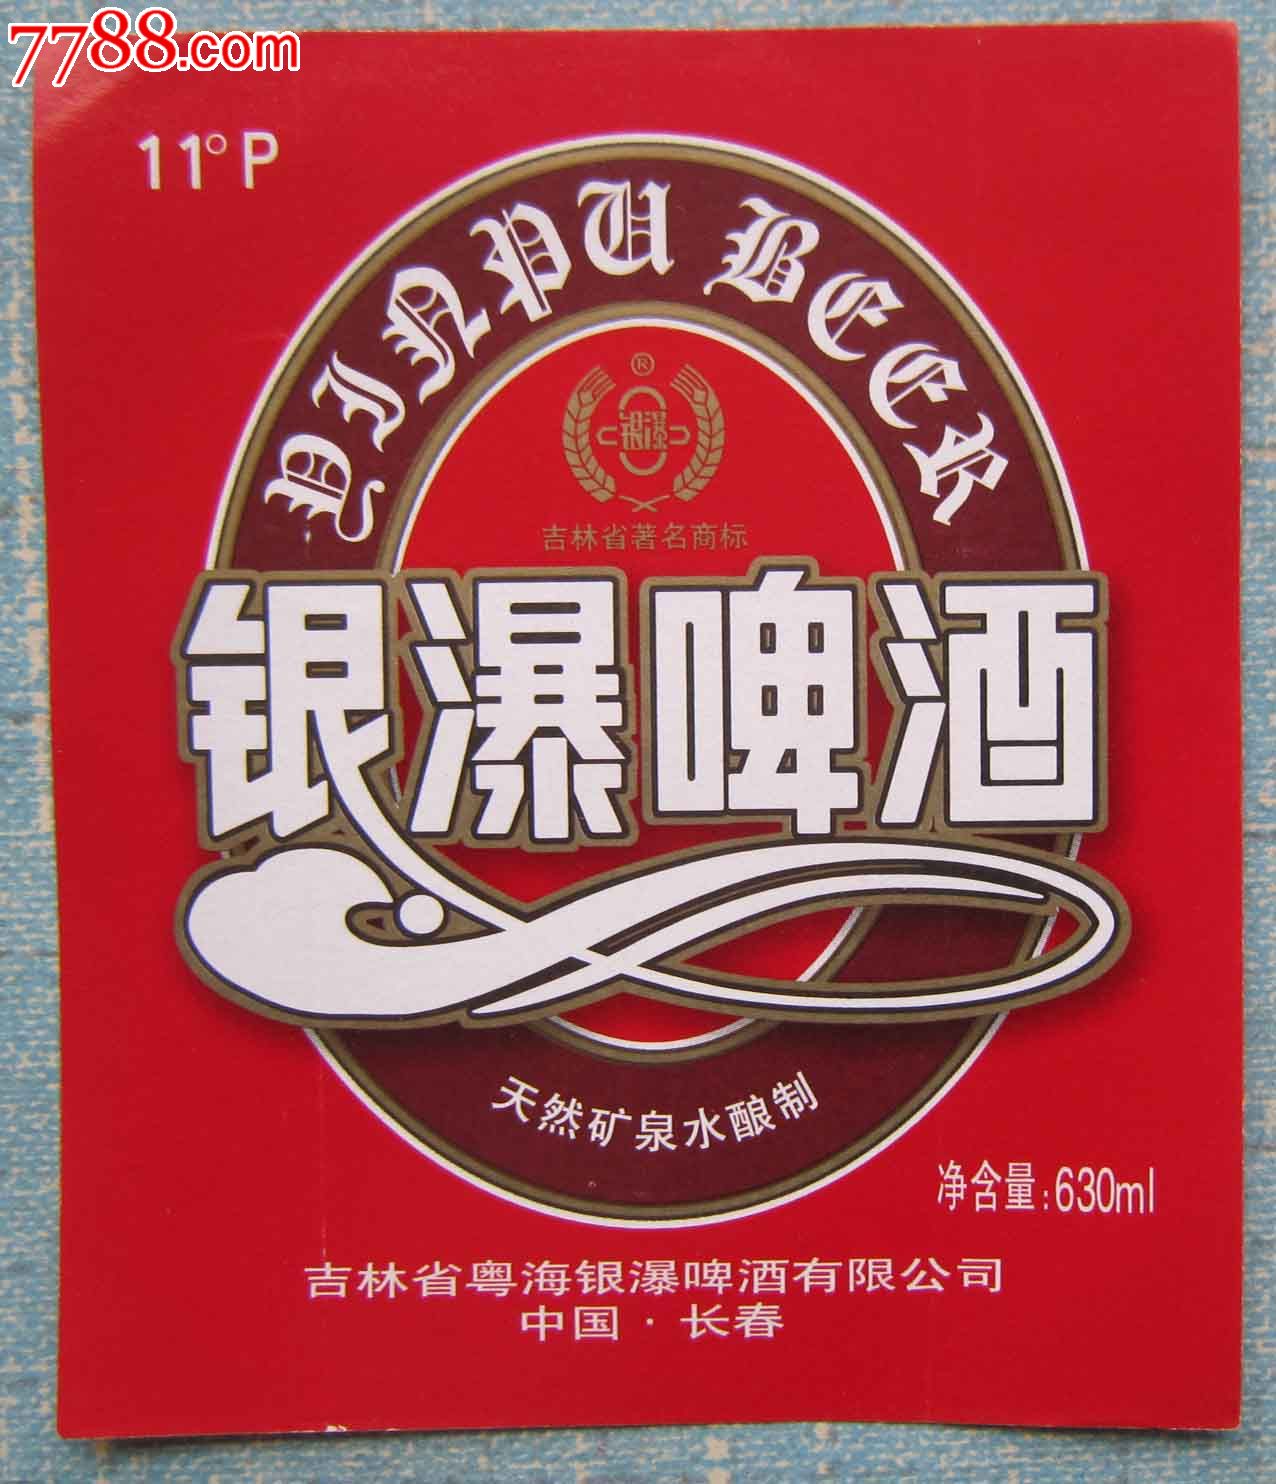 7788.com
11°P
YINPU BEER
®
银瀑
吉林省著名商标
银瀑啤酒
天然矿泉水酿制
净含量:630ml
吉林省粤海银瀑啤酒有限公司
中国·长春